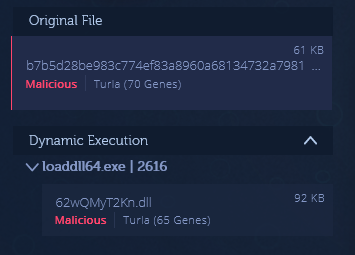 Original File
61 KB
b7b5d28be983c774ef83a8960a68134732a7981 ...
Malicious Turla (70 Genes)
Dynamic Execution
loaddll64.exe | 2616
92 KB
62wQMyT2Kn.dll
Malicious Turla (65 Genes)